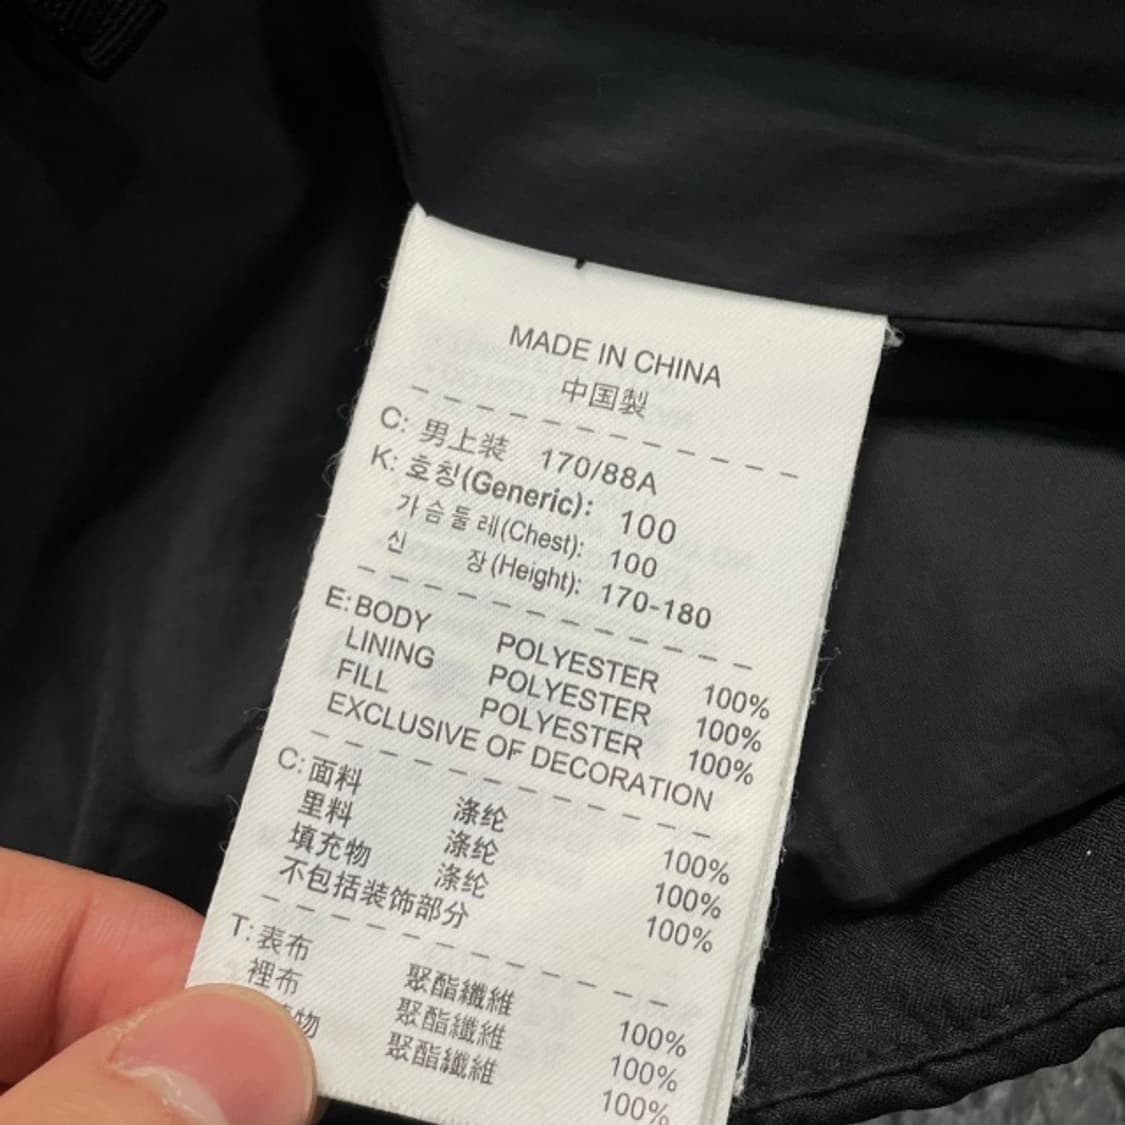 MADE IN CHINA
中国製
C: 男上装 170/88A
K: 호칭(Generic): 100
가슴둘레(Chest): 100
신 장(Height): 170-180
E: BODY POLYESTER 100%
LINING POLYESTER 100%
FILL POLYESTER 100%
EXCLUSIVE OF DECORATION
C: 面料 涤纶 100%
里料 涤纶 100%
填充物 涤纶 100%
不包括装饰部分
T: 表布 聚酯纖維 100%
裡布 聚酯纖維 100%
物 聚酯纖維 100%